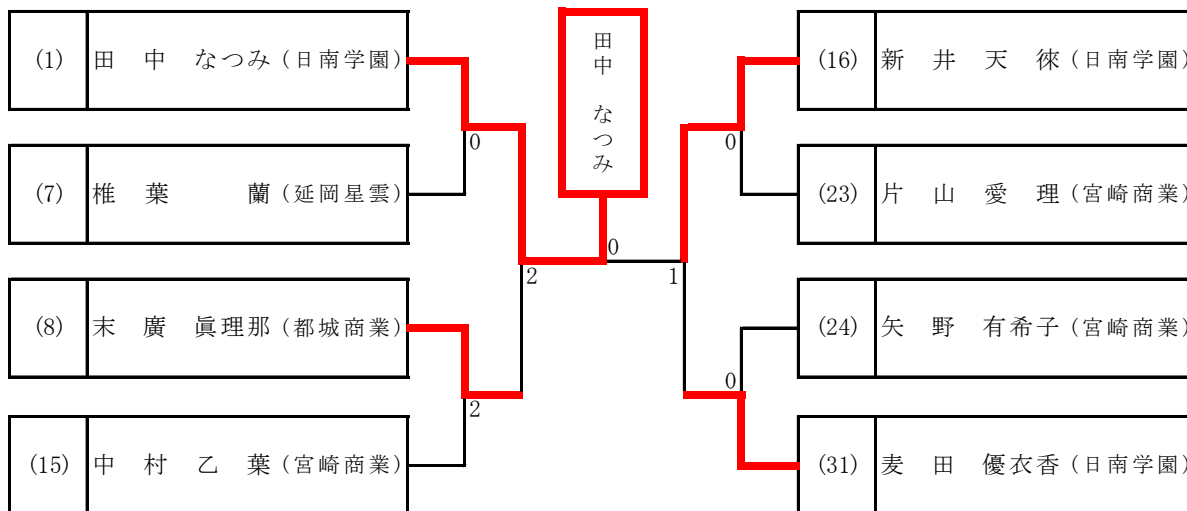 (1) 田中 なつみ (日南学園)
0
(7) 椎葉 蘭 (延岡星雲)
2
(8) 末廣 眞理那 (都城商業)
2
(15) 中村 乙葉 (宮崎商業)
田中 なつみ
0
(16) 新井 天徠 (日南学園)
0
(23) 片山 愛理 (宮崎商業)
1
(24) 矢野 有希子 (宮崎商業)
0
(31) 麦田 優衣香 (日南学園)